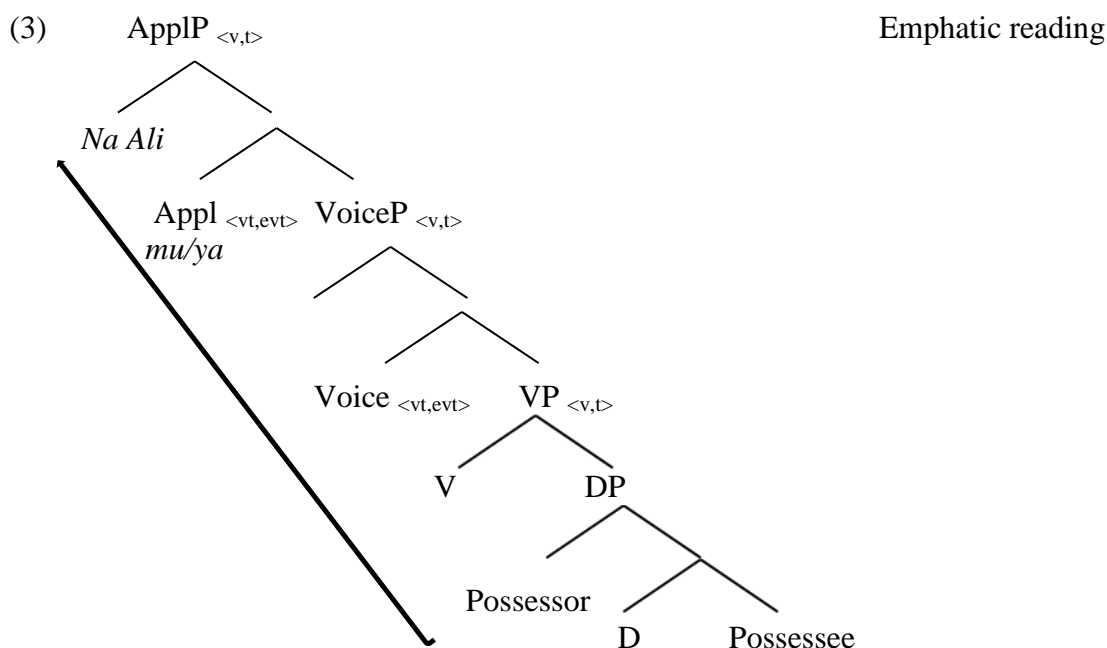 (3) ApplP <v,t> Emphatic reading
Na Ali
Appl <vt,evt> VoiceP <v,t>
mu/ya
Voice <vt,evt> VP <v,t>
V DP
Possessor
D Possessee